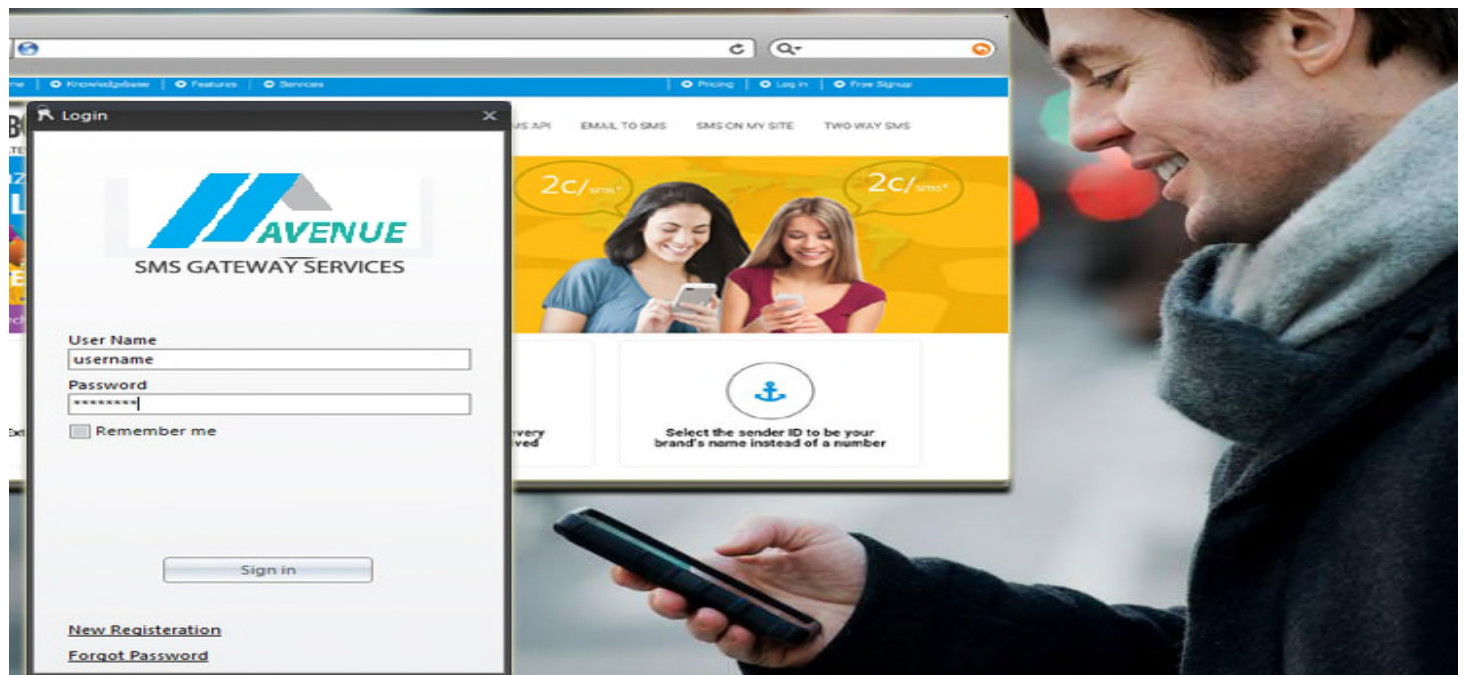 Knowledgebase
Features
Services
Pricing
Log in
Free Signup
Login
EMAIL TO SMS
SMS ON MY SITE
TWO WAY SMS
AVENUE
SMS GATEWAY SERVICES
2c/sms*
2c/sms*
User Name
username
Password
********
Remember me
Select the sender ID to be your
brand's name instead of a number
Sign in
New Registeration
Forgot Password